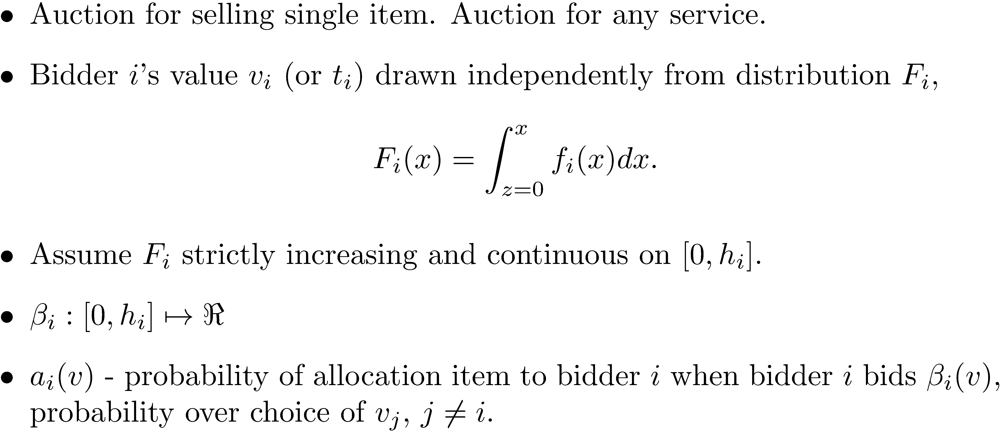 • Auction for selling single item. Auction for any service.
• Bidder $i$'s value $v_i$ (or $t_i$) drawn independently from distribution $F_i$,
$F_i(x) = \int_{z=0}^{x} f_i(x)dx.$
• Assume $F_i$ strictly increasing and continuous on $[0, h_i]$.
• $\beta_i : [0, h_i] \mapsto \Re$
• $a_i(v)$ - probability of allocation item to bidder $i$ when bidder $i$ bids $\beta_i(v)$,
probability over choice of $v_j$, $j \neq i$.